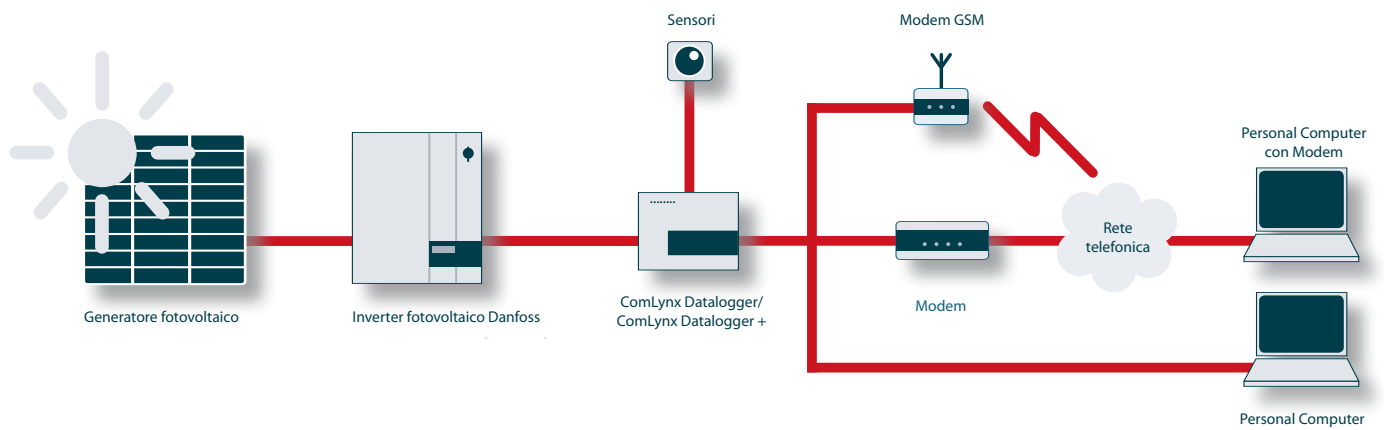 Sensori
Modem GSM
Personal Computer
con Modem
Rete
telefonica
Generatore fotovoltaico
Inverter fotovoltaico Danfoss
ComLynx Datalogger/
ComLynx Datalogger +
Modem
Personal Computer